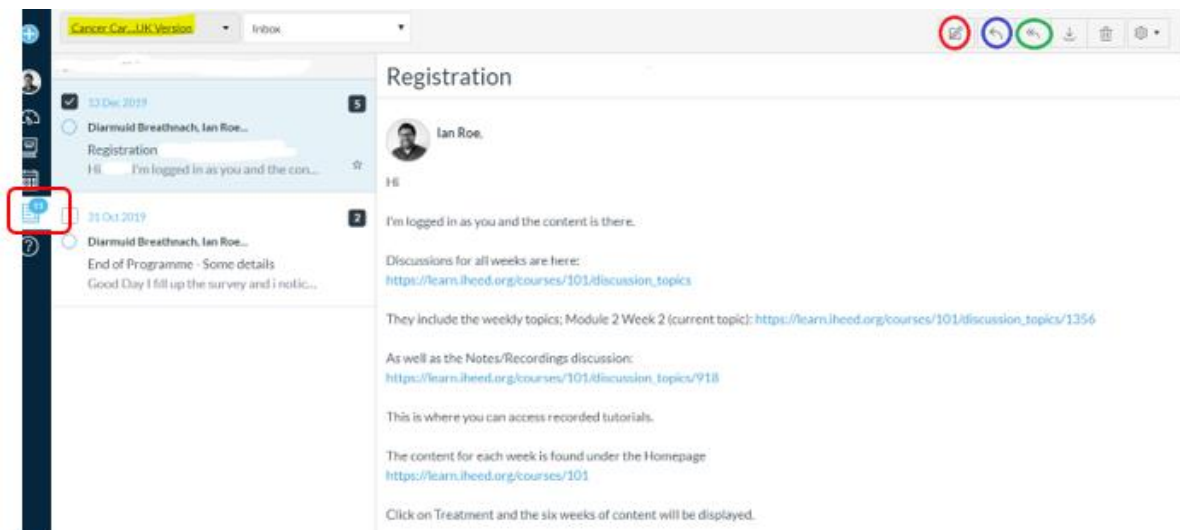 Cancer Car...UK Version
Inbox
Registration
13 Dec 2019
5
Diarmuid Breathnach, Ian Roe...
Registration
Hi I'm logged in as you and the con...
11
31 Oct 2019
2
Diarmuid Breathnach, Ian Roe...
End of Programme - Some details
Good Day I fill up the survey and i notic...
Ian Roe,
Hi
I'm logged in as you and the content is there.
Discussions for all weeks are here:
https://learn.iheed.org/courses/101/discussion_topics
They include the weekly topics; Module 2 Week 2 (current topic): https://learn.iheed.org/courses/101/discussion_topics/1356
As well as the Notes/Recordings discussion:
https://learn.iheed.org/courses/101/discussion_topics/918
This is where you can access recorded tutorials.
The content for each week is found under the Homepage
https://learn.iheed.org/courses/101
Click on Treatment and the six weeks of content will be displayed.